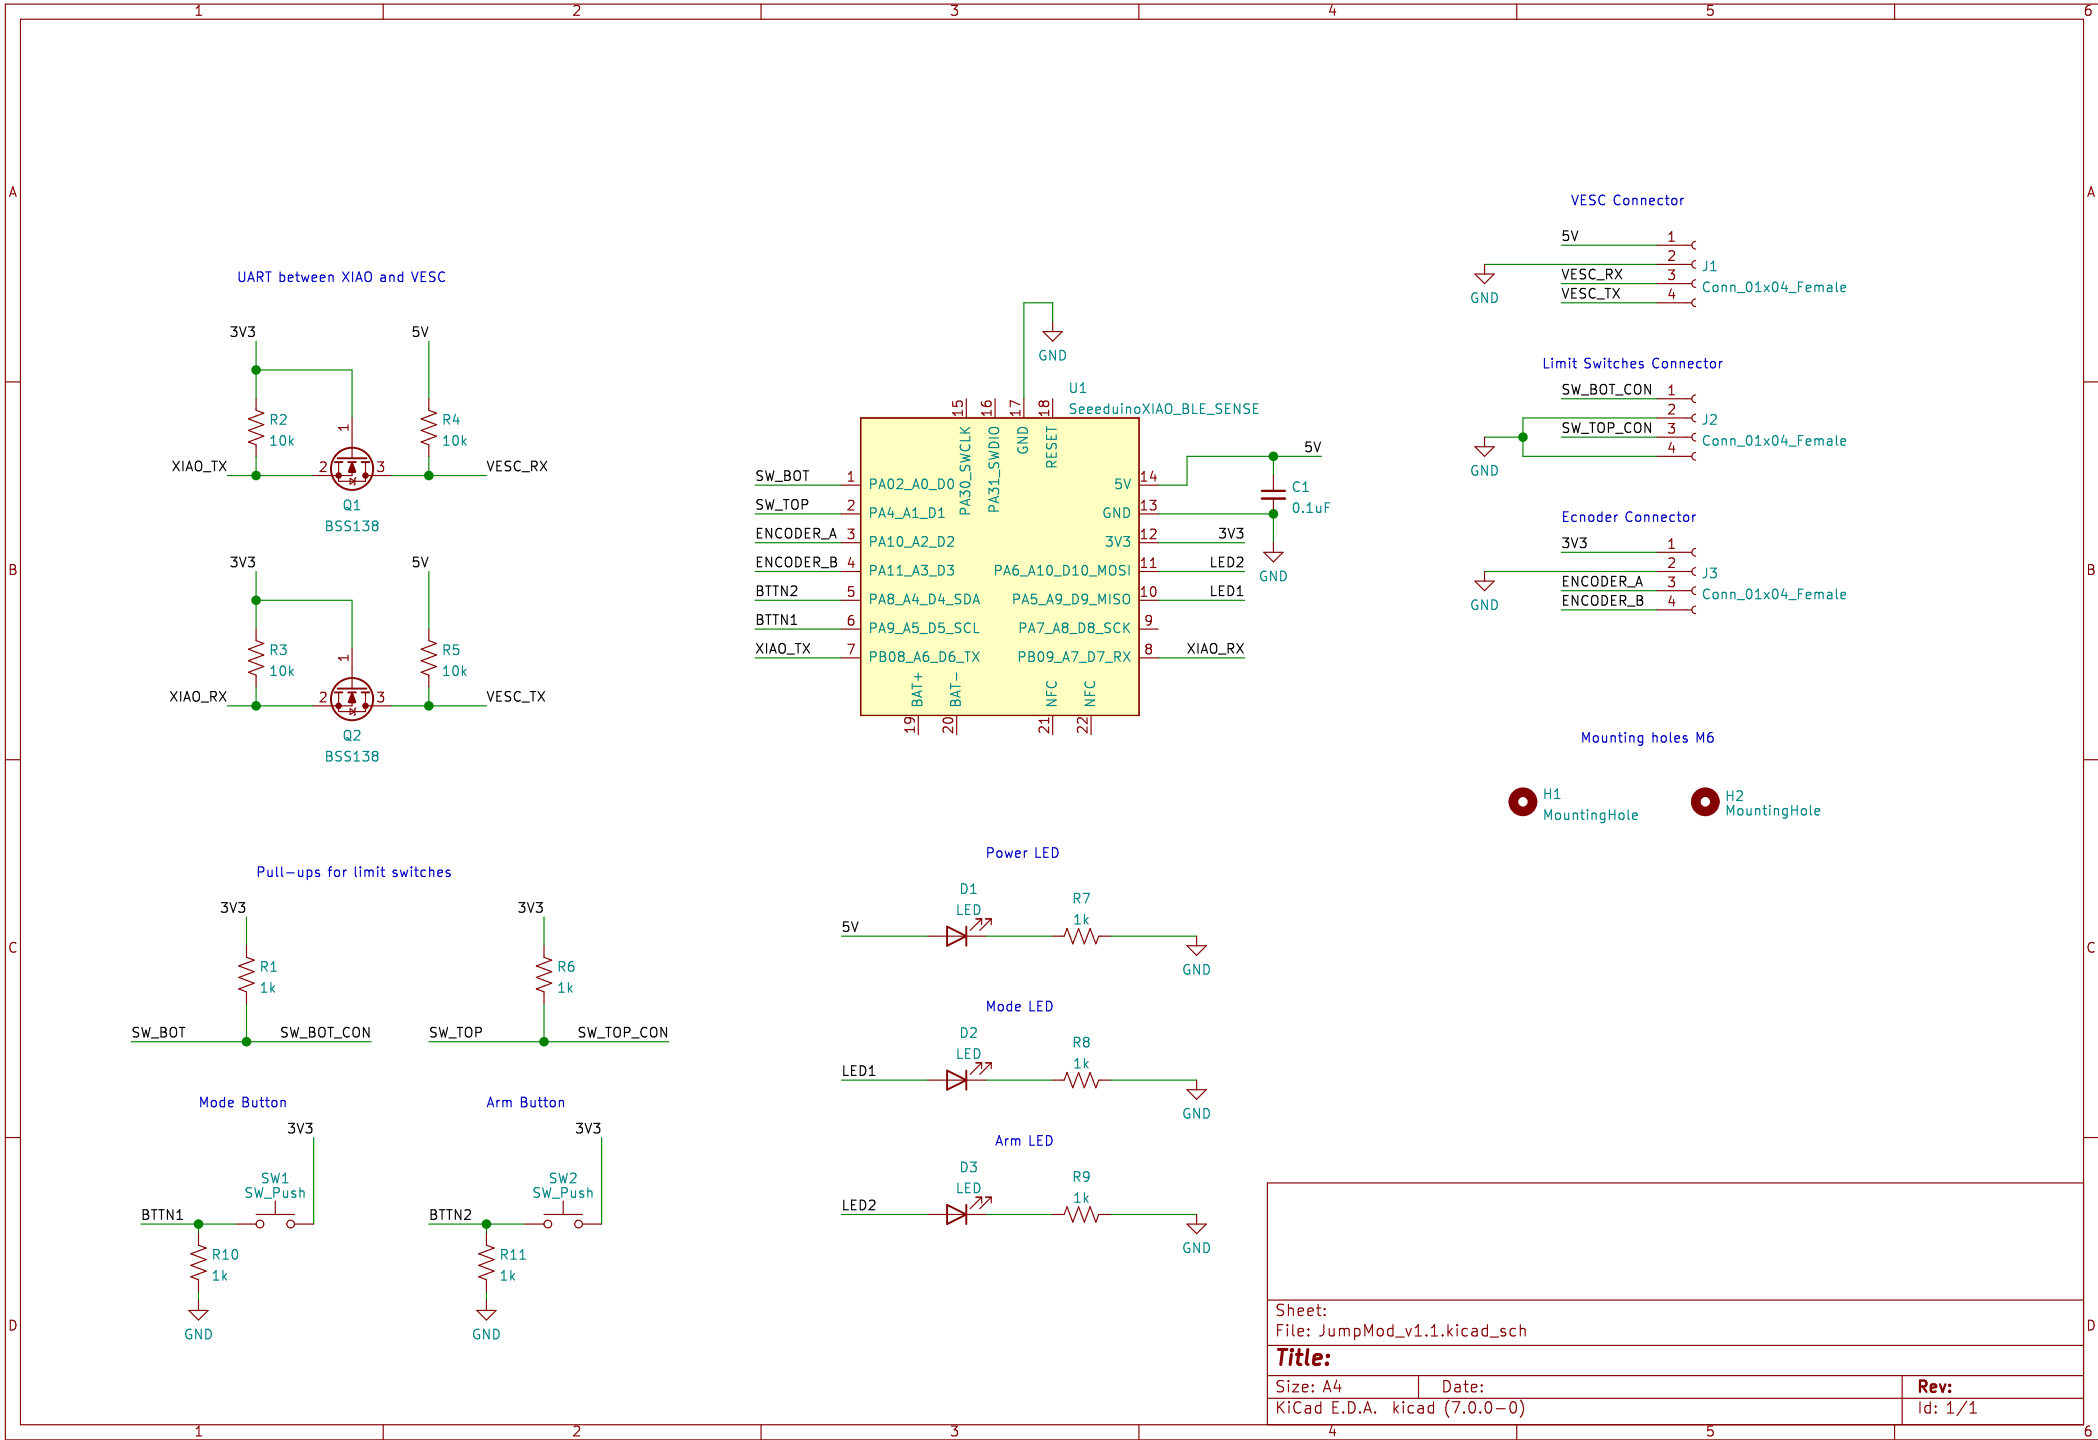 1 2 3 4 5 6
A A
B B
C C
D D
UART between XIAO and VESC
3V3
5V
R2
10k
R4
10k
1
XIAO_TX
2
3
VESC_RX
Q1
BSS138
3V3
5V
R3
10k
R5
10k
1
XIAO_RX
2
3
VESC_TX
Q2
BSS138
Pull-ups for limit switches
3V3
R1
1k
SW_BOT
SW_BOT_CON
3V3
R6
1k
SW_TOP
SW_TOP_CON
Mode Button
3V3
SW1
SW_Push
BTTN1
R10
1k
GND
Arm Button
3V3
SW2
SW_Push
BTTN2
R11
1k
GND
GND
U1
SeeeduinoXIAO_BLE_SENSE
15 16 17 18
PA30_SWCLK
PA31_SWDIO
GND
RESET
SW_BOT 1 PA02_A0_D0
SW_TOP 2 PA4_A1_D1
ENCODER_A 3 PA10_A2_D2
ENCODER_B 4 PA11_A3_D3
BTTN2 5 PA8_A4_D4_SDA
BTTN1 6 PA9_A5_D5_SCL
XIAO_TX 7 PB08_A6_D6_TX
5V 14 5V
GND 13
3V3 12 3V3
PA6_A10_D10_MOSI 11 LED2
PA5_A9_D9_MISO 10 LED1
PA7_A8_D8_SCK 9
PB09_A7_D7_RX 8 XIAO_RX
BAT+
BAT-
NFC
NFC
19 20 21 22
C1
0.1uF
GND
Power LED
D1
LED
R7
1k
5V
GND
Mode LED
D2
LED
R8
1k
LED1
GND
Arm LED
D3
LED
R9
1k
LED2
GND
VESC Connector
5V 1
2
VESC_RX 3
VESC_TX 4
GND
J1
Conn_01x04_Female
Limit Switches Connector
SW_BOT_CON 1
2
SW_TOP_CON 3
4
GND
J2
Conn_01x04_Female
Ecnoder Connector
3V3 1
2
ENCODER_A 3
ENCODER_B 4
GND
J3
Conn_01x04_Female
Mounting holes M6
H1
MountingHole
H2
MountingHole
Sheet:
File: JumpMod_v1.1.kicad_sch
Title:
Size: A4 Date: Rev:
KiCad E.D.A. kicad (7.0.0-0) Id: 1/1
1 2 3 4 5 6